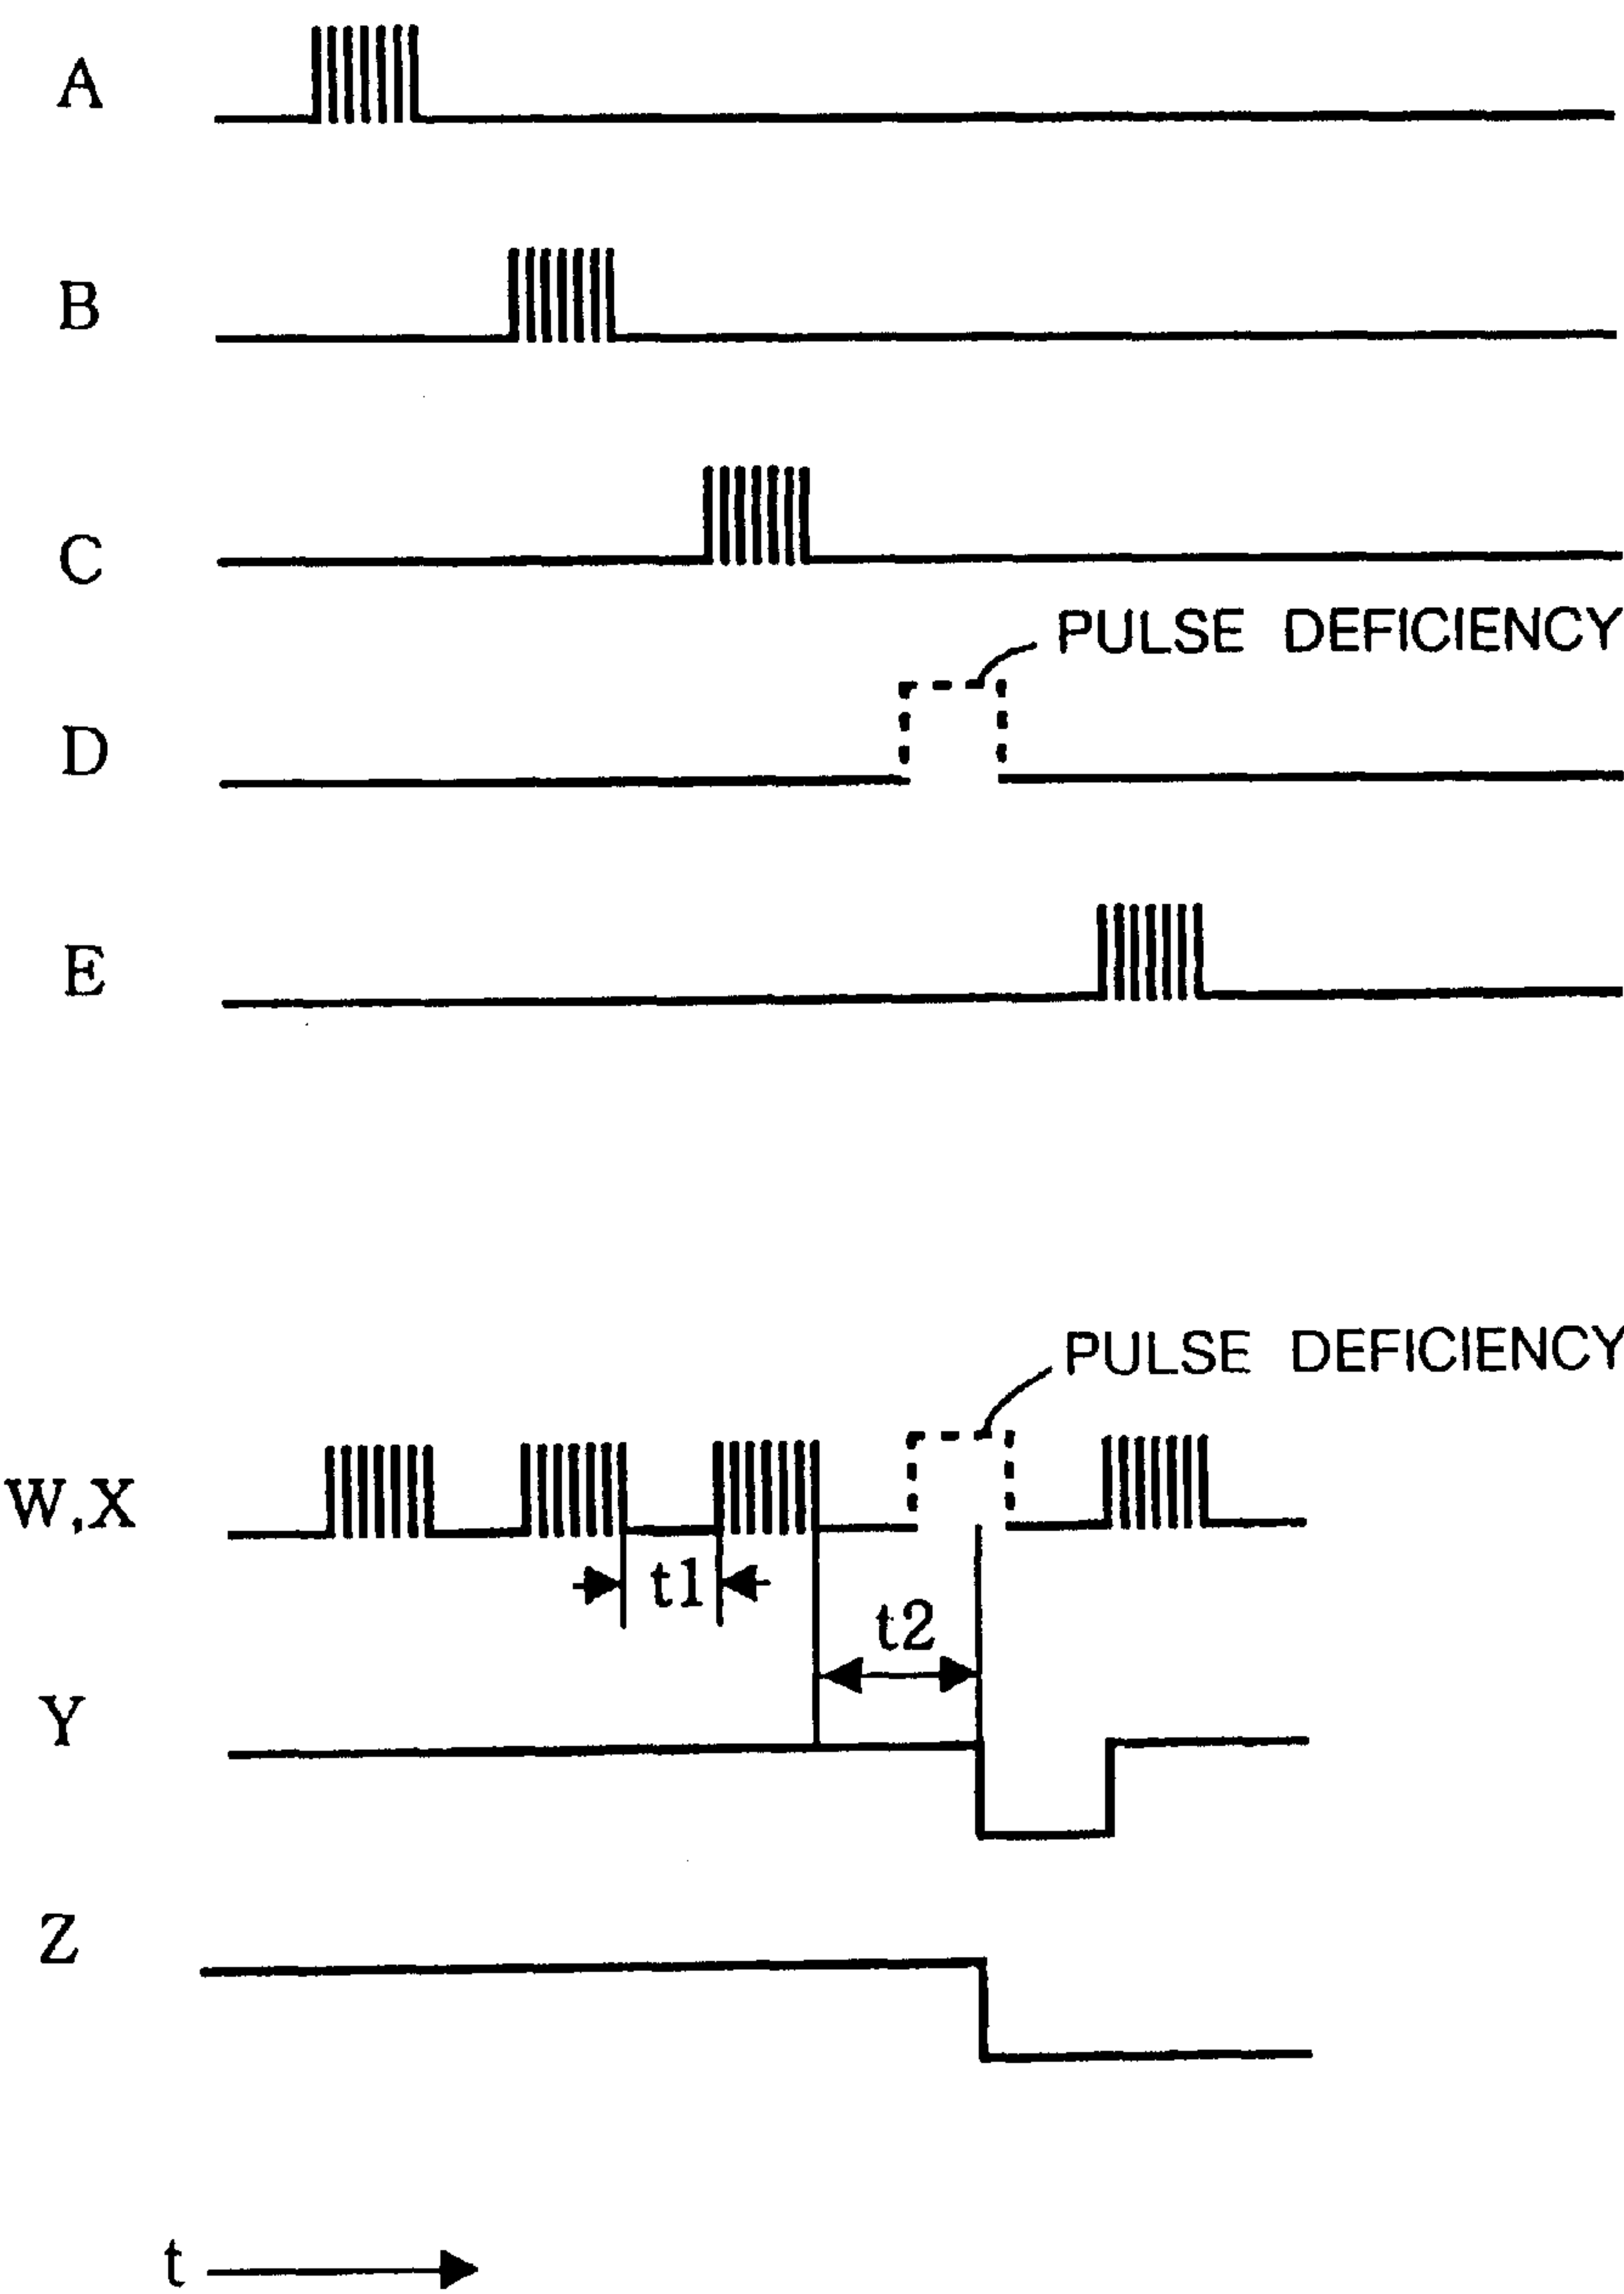 A
B
C
PULSE DEFICIENCY
D
E
PULSE DEFICIENCY
W,X
t1
t2
Y
Z
t